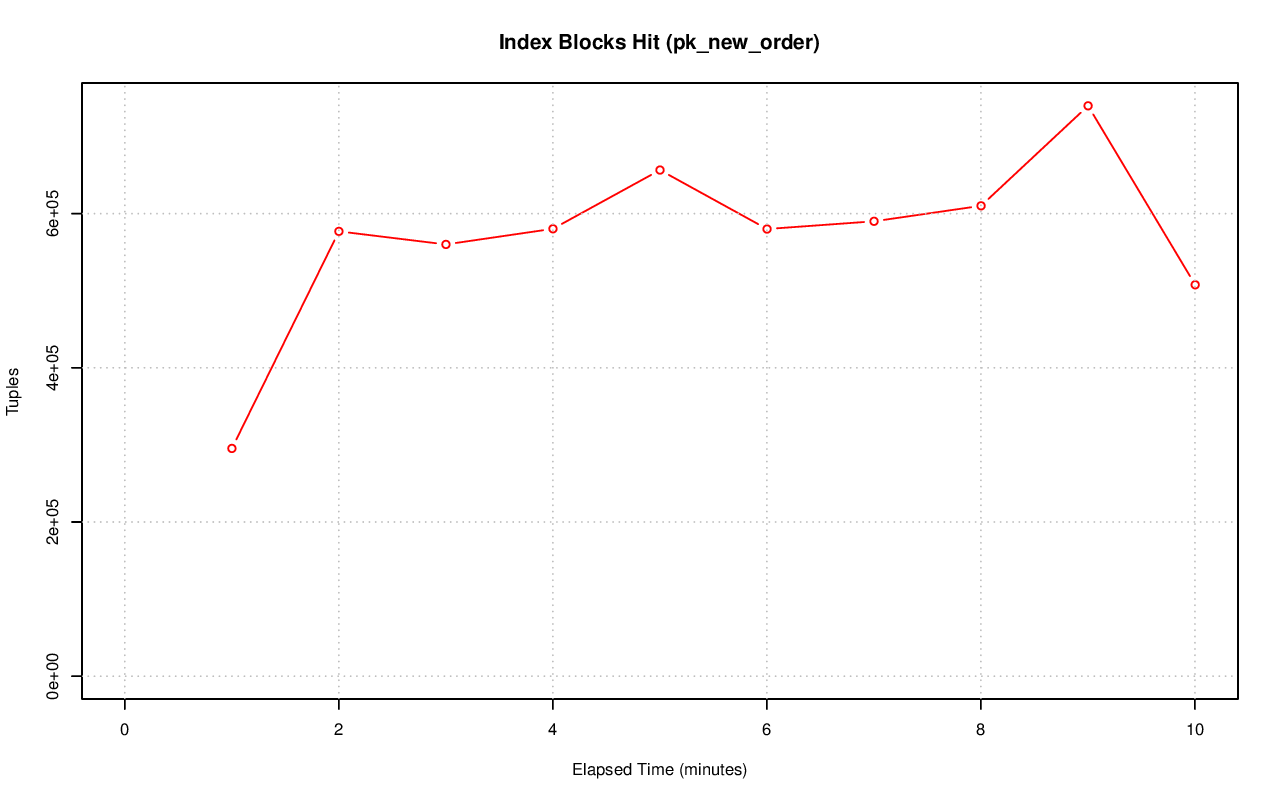 Index Blocks Hit (pk_new_order)
Tuples
6e+05
4e+05
2e+05
0e+00
0 2 4 6 8 10
Elapsed Time (minutes)